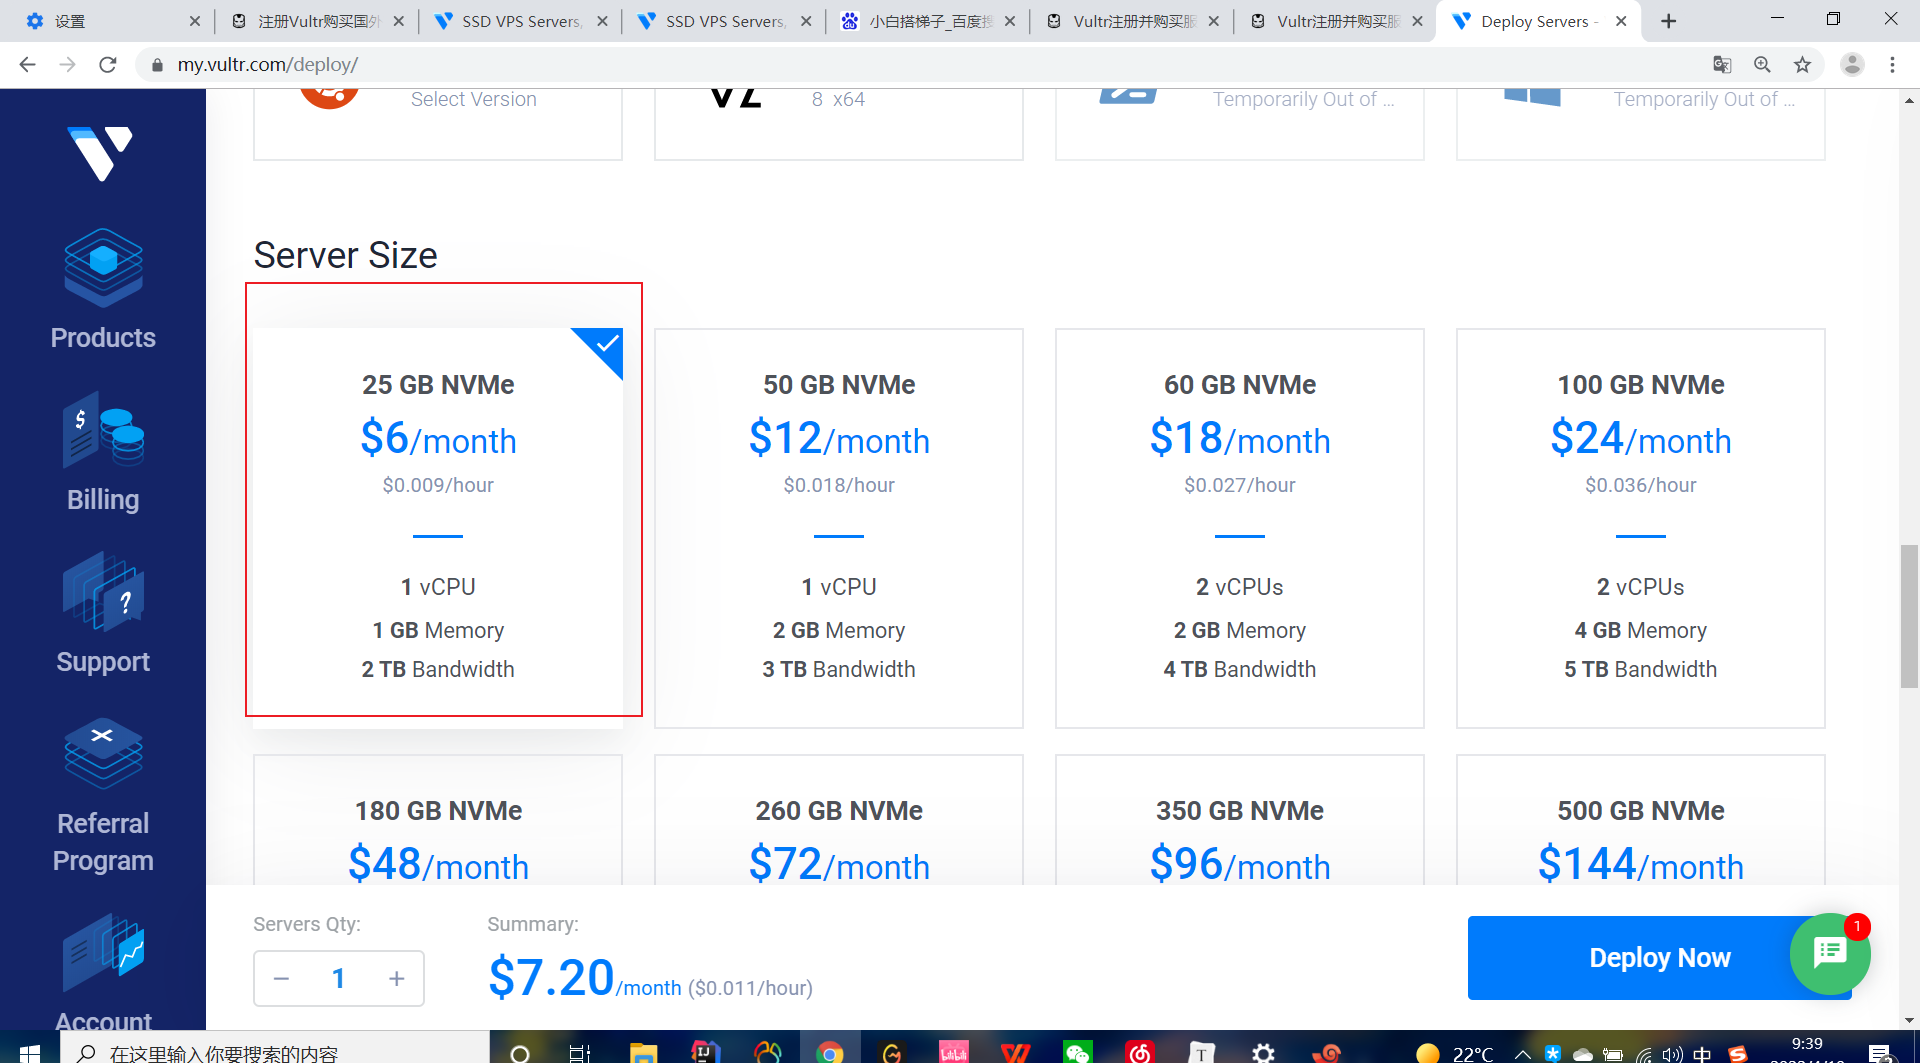 设置
注册Vultr购买国外
SSD VPS Servers,
SSD VPS Servers,
小白搭梯子_百度搜
Vultr注册并购买服
Vultr注册并购买服
Deploy Servers -
my.vultr.com/deploy/
Select Version
8 x64
Temporarily Out of ...
Temporarily Out of ...
Products
Billing
Support
Referral
Program
Account
Server Size
25 GB NVMe
$6/month
$0.009/hour
1 vCPU
1 GB Memory
2 TB Bandwidth
50 GB NVMe
$12/month
$0.018/hour
1 vCPU
2 GB Memory
3 TB Bandwidth
60 GB NVMe
$18/month
$0.027/hour
2 vCPUs
2 GB Memory
4 TB Bandwidth
100 GB NVMe
$24/month
$0.036/hour
2 vCPUs
4 GB Memory
5 TB Bandwidth
180 GB NVMe
$48/month
260 GB NVMe
$72/month
350 GB NVMe
$96/month
500 GB NVMe
$144/month
Servers Qty:
1
Summary:
$7.20/month ($0.011/hour)
Deploy Now
1
在这里输入你要搜索的内容
22°C
中
9:39